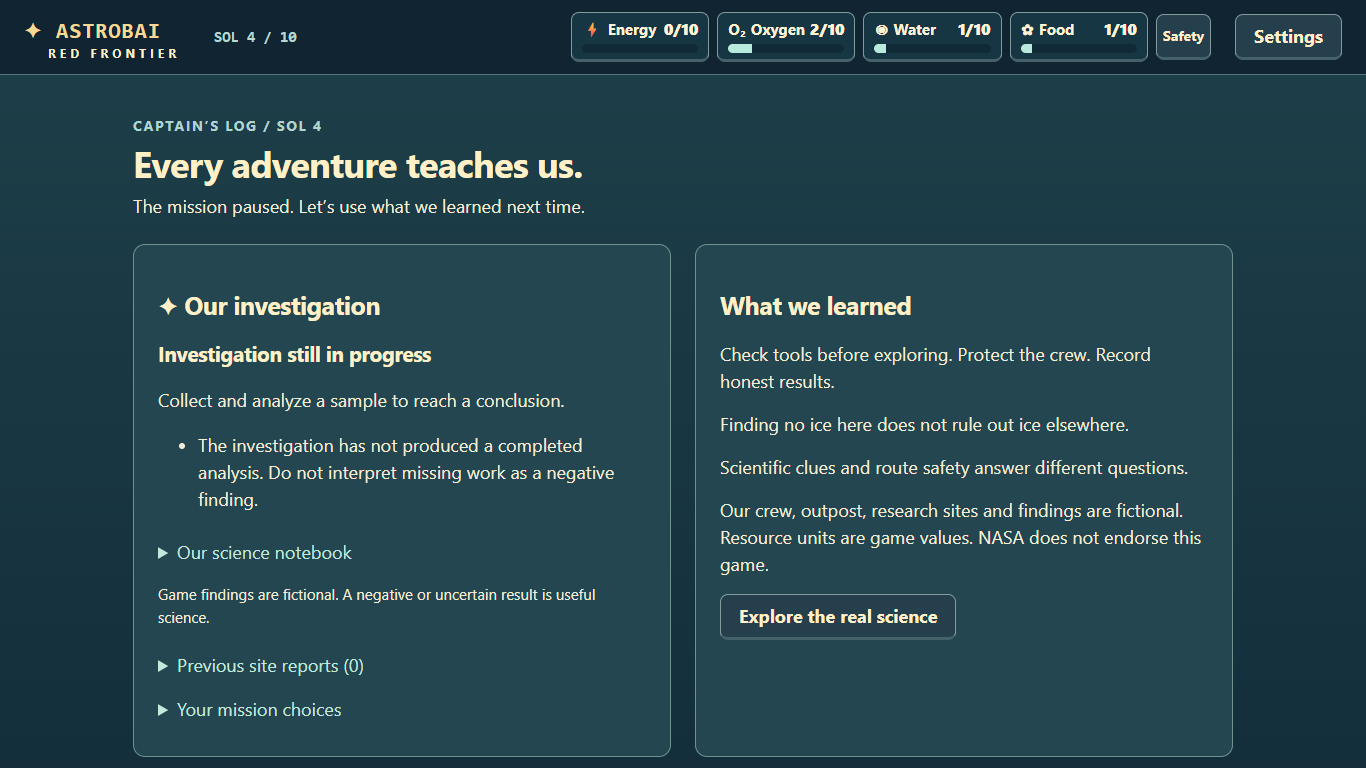 ✦ ASTROBAI
RED FRONTIER
SOL 4 / 10
Energy 0/10
O₂ Oxygen 2/10
Water 1/10
Food 1/10
Safety
Settings
CAPTAIN’S LOG / SOL 4
Every adventure teaches us.
The mission paused. Let’s use what we learned next time.
✦ Our investigation
Investigation still in progress
Collect and analyze a sample to reach a conclusion.
• The investigation has not produced a completed
analysis. Do not interpret missing work as a negative
finding.
▶ Our science notebook
Game findings are fictional. A negative or uncertain result is useful
science.
▶ Previous site reports (0)
▶ Your mission choices
What we learned
Check tools before exploring. Protect the crew. Record
honest results.
Finding no ice here does not rule out ice elsewhere.
Scientific clues and route safety answer different questions.
Our crew, outpost, research sites and findings are fictional.
Resource units are game values. NASA does not endorse this
game.
Explore the real science